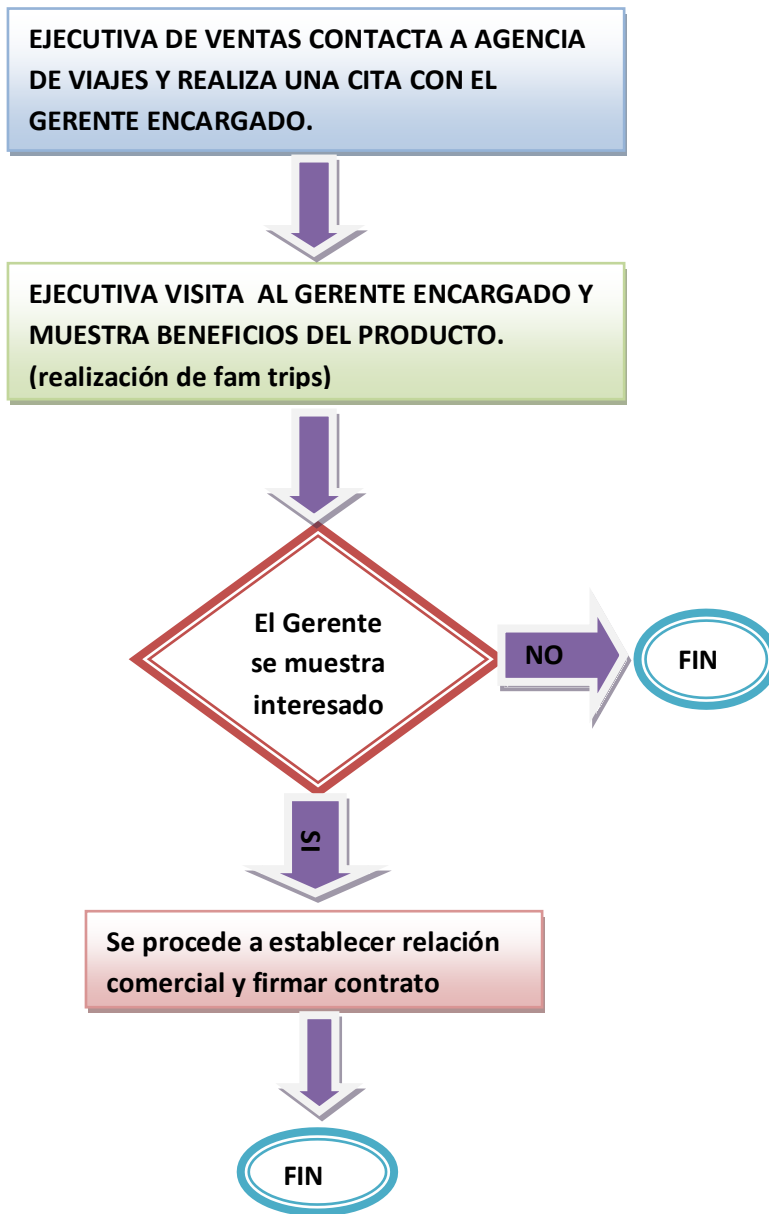 EJECUTIVA DE VENTAS CONTACTA A AGENCIA
DE VIAJES Y REALIZA UNA CITA CON EL
GERENTE ENCARGADO.
EJECUTIVA VISITA  AL GERENTE ENCARGADO Y
MUESTRA BENEFICIOS DEL PRODUCTO.
(realización de fam trips)
El Gerente
se muestra
interesado
NO
FIN
SI
Se procede a establecer relación
comercial y firmar contrato
FIN